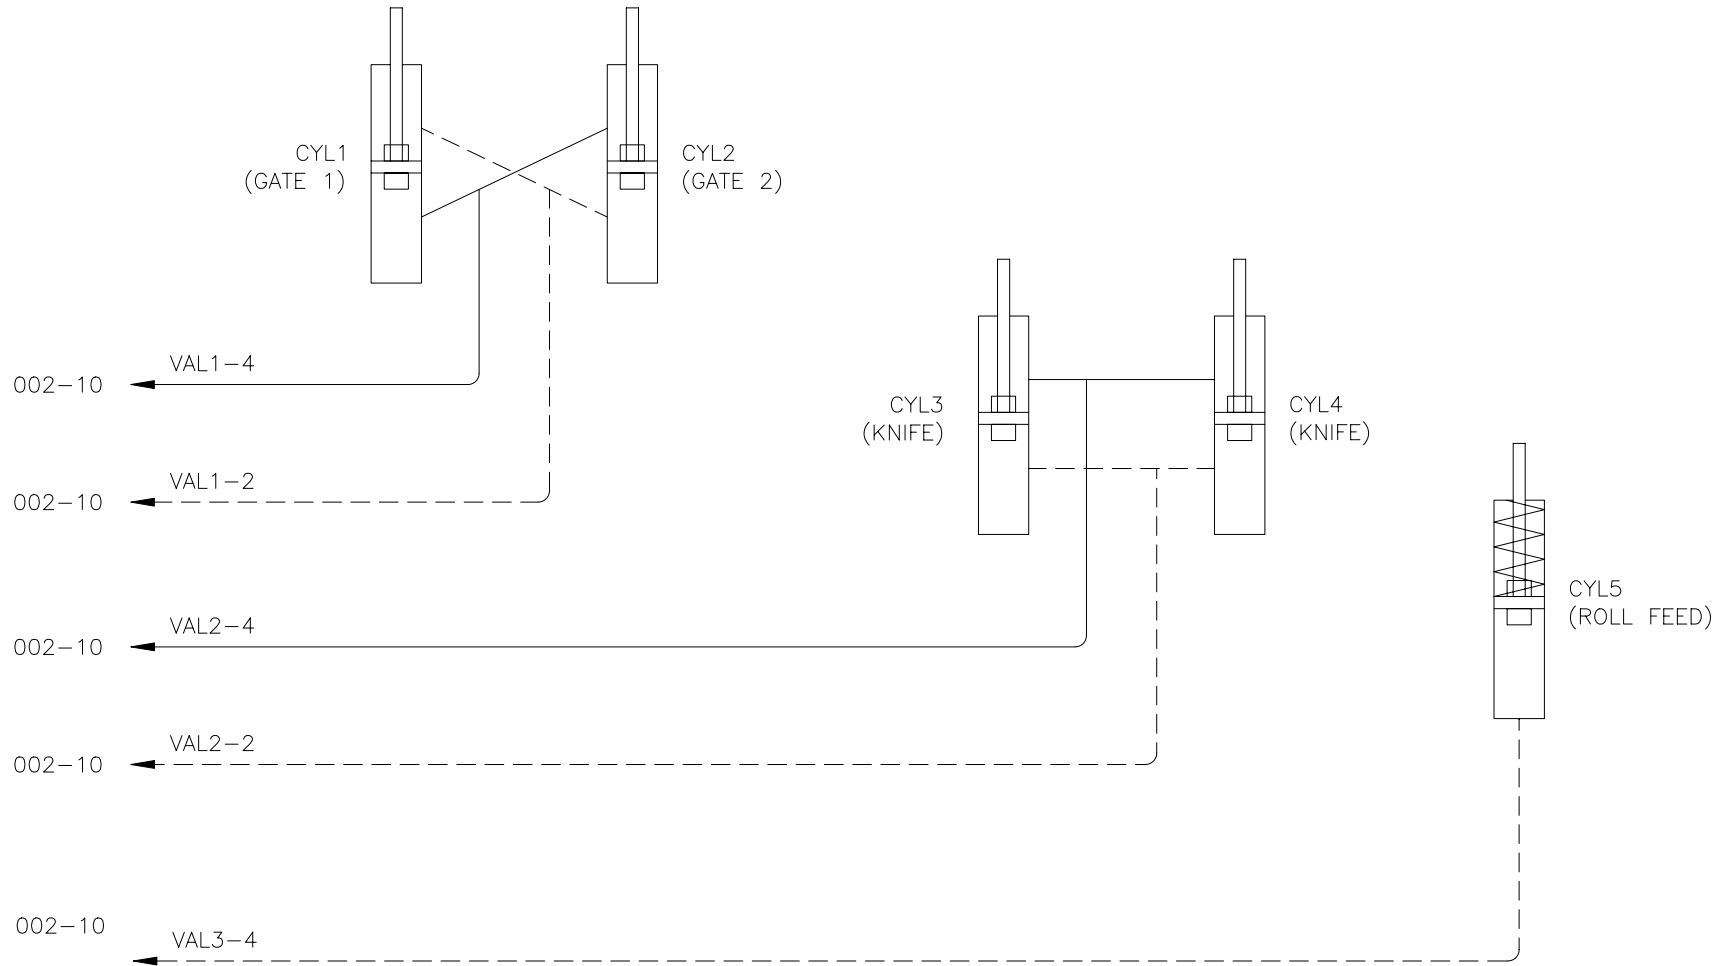 CYL1
(GATE 1)
CYL2
(GATE 2)
VAL1-4
002-10
CYL3
(KNIFE)
CYL4
(KNIFE)
VAL1-2
002-10
CYL5
(ROLL FEED)
VAL2-4
002-10
VAL2-2
002-10
002-10
VAL3-4